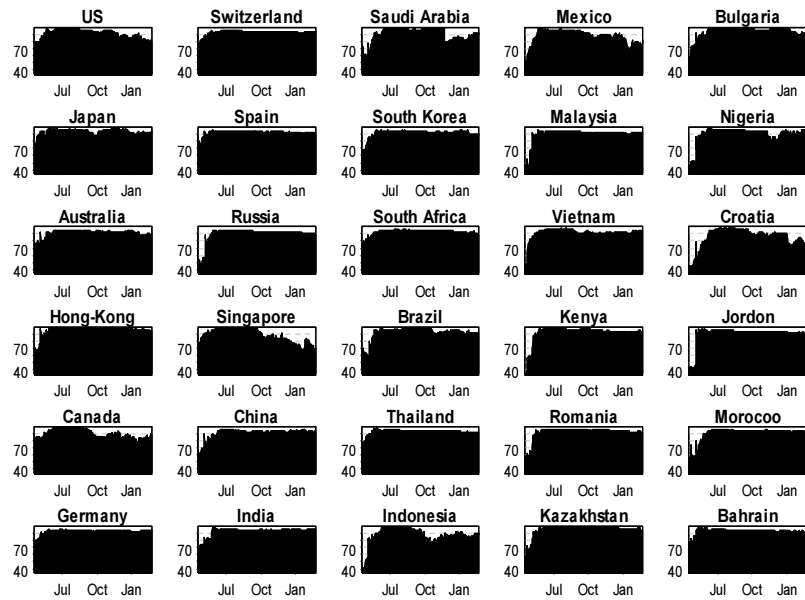 US Switzerland Saudi Arabia Mexico Bulgaria
70 70 70 70 70
40 40 40 40 40
Jul Oct Jan Jul Oct Jan Jul Oct Jan Jul Oct Jan Jul Oct Jan
Japan Spain South Korea Malaysia Nigeria
70 70 70 70 70
40 40 40 40 40
Jul Oct Jan Jul Oct Jan Jul Oct Jan Jul Oct Jan Jul Oct Jan
Australia Russia South Africa Vietnam Croatia
70 70 70 70 70
40 40 40 40 40
Jul Oct Jan Jul Oct Jan Jul Oct Jan Jul Oct Jan Jul Oct Jan
Hong-Kong Singapore Brazil Kenya Jordon
70 70 70 70 70
40 40 40 40 40
Jul Oct Jan Jul Oct Jan Jul Oct Jan Jul Oct Jan Jul Oct Jan
Canada China Thailand Romania Morocoo
70 70 70 70 70
40 40 40 40 40
Jul Oct Jan Jul Oct Jan Jul Oct Jan Jul Oct Jan Jul Oct Jan
Germany India Indonesia Kazakhstan Bahrain
70 70 70 70 70
40 40 40 40 40
Jul Oct Jan Jul Oct Jan Jul Oct Jan Jul Oct Jan Jul Oct Jan